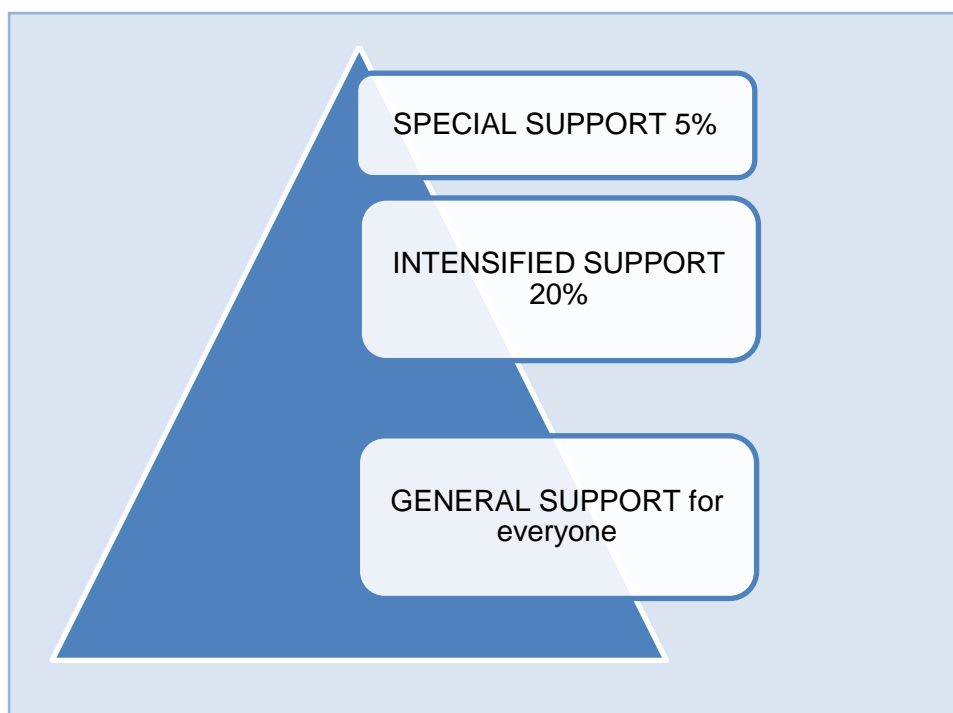 SPECIAL SUPPORT 5%
INTENSIFIED SUPPORT
20%
GENERAL SUPPORT for
everyone